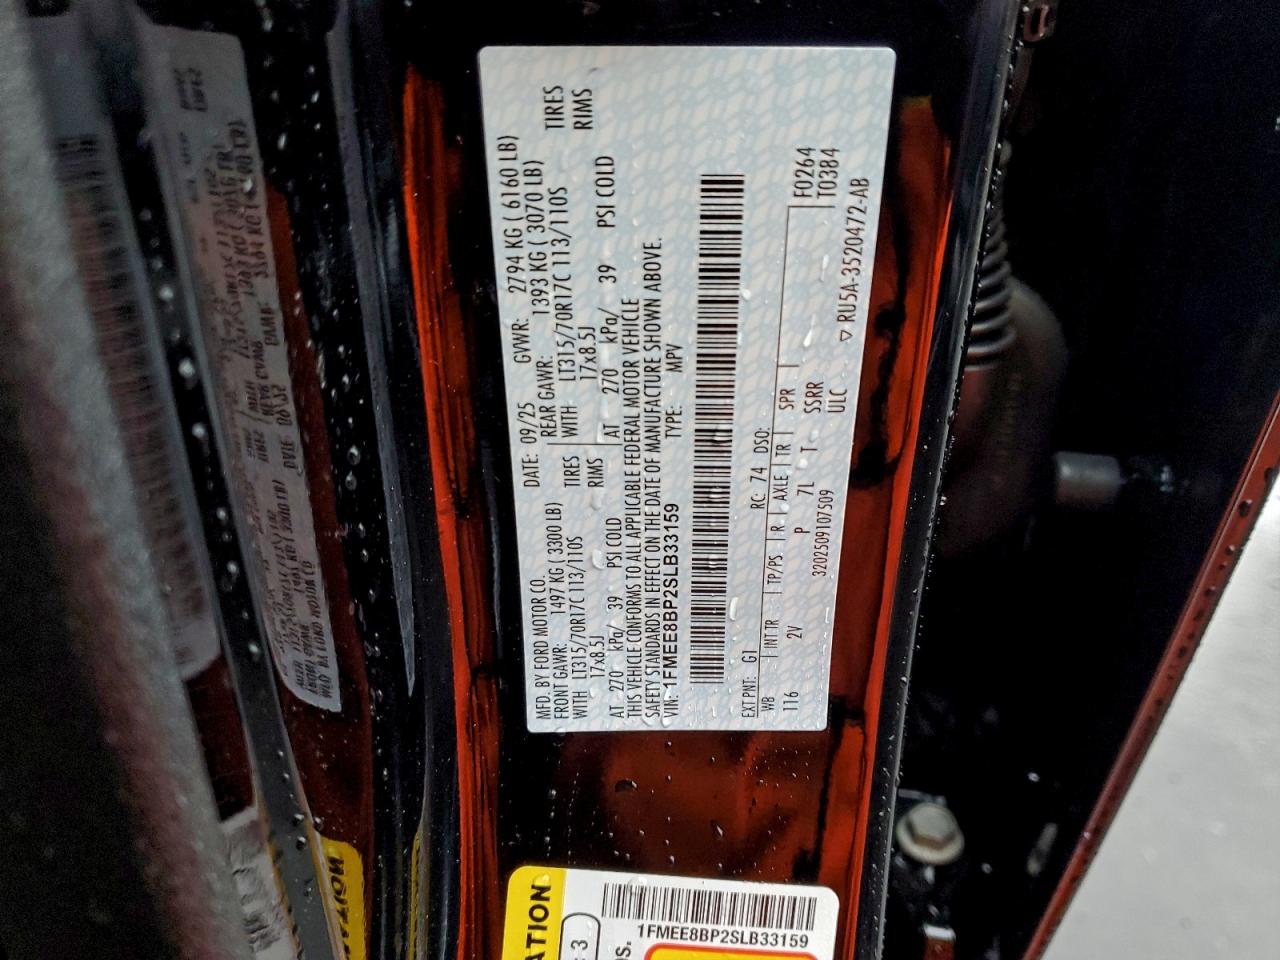 MFD. BY FORD MOTOR CO.
DATE: 09/25
GVWR: 2794 KG ( 6160 LB)
FRONT GAWR: 1497 KG ( 3300 LB)
REAR GAWR: 1393 KG ( 3070 LB)
WITH LT315/70R17C 113/110S TIRES
WITH LT315/70R17C 113/110S TIRES
17x8.5J RIMS
17x8.5J RIMS
AT 270 kPa/ 39 PSI COLD
AT 270 kPa/ 39 PSI COLD
THIS VEHICLE CONFORMS TO ALL APPLICABLE FEDERAL MOTOR VEHICLE
SAFETY STANDARDS IN EFFECT ON THE DATE OF MANUFACTURE SHOWN ABOVE.
VIN: 1FMEE8BP2SLB33159
TYPE: MPV
EXT PNT: G1 RC: 74 DSO:
WB INT TR TP/PS R AXLE TR SPR
F0264
T0384
116 2V P 7L T SSRR
ULC
3202509107509
▽ RU5A-3520472-AB
ATION
: 3
OS.
1FMEE8BP2SLB33159